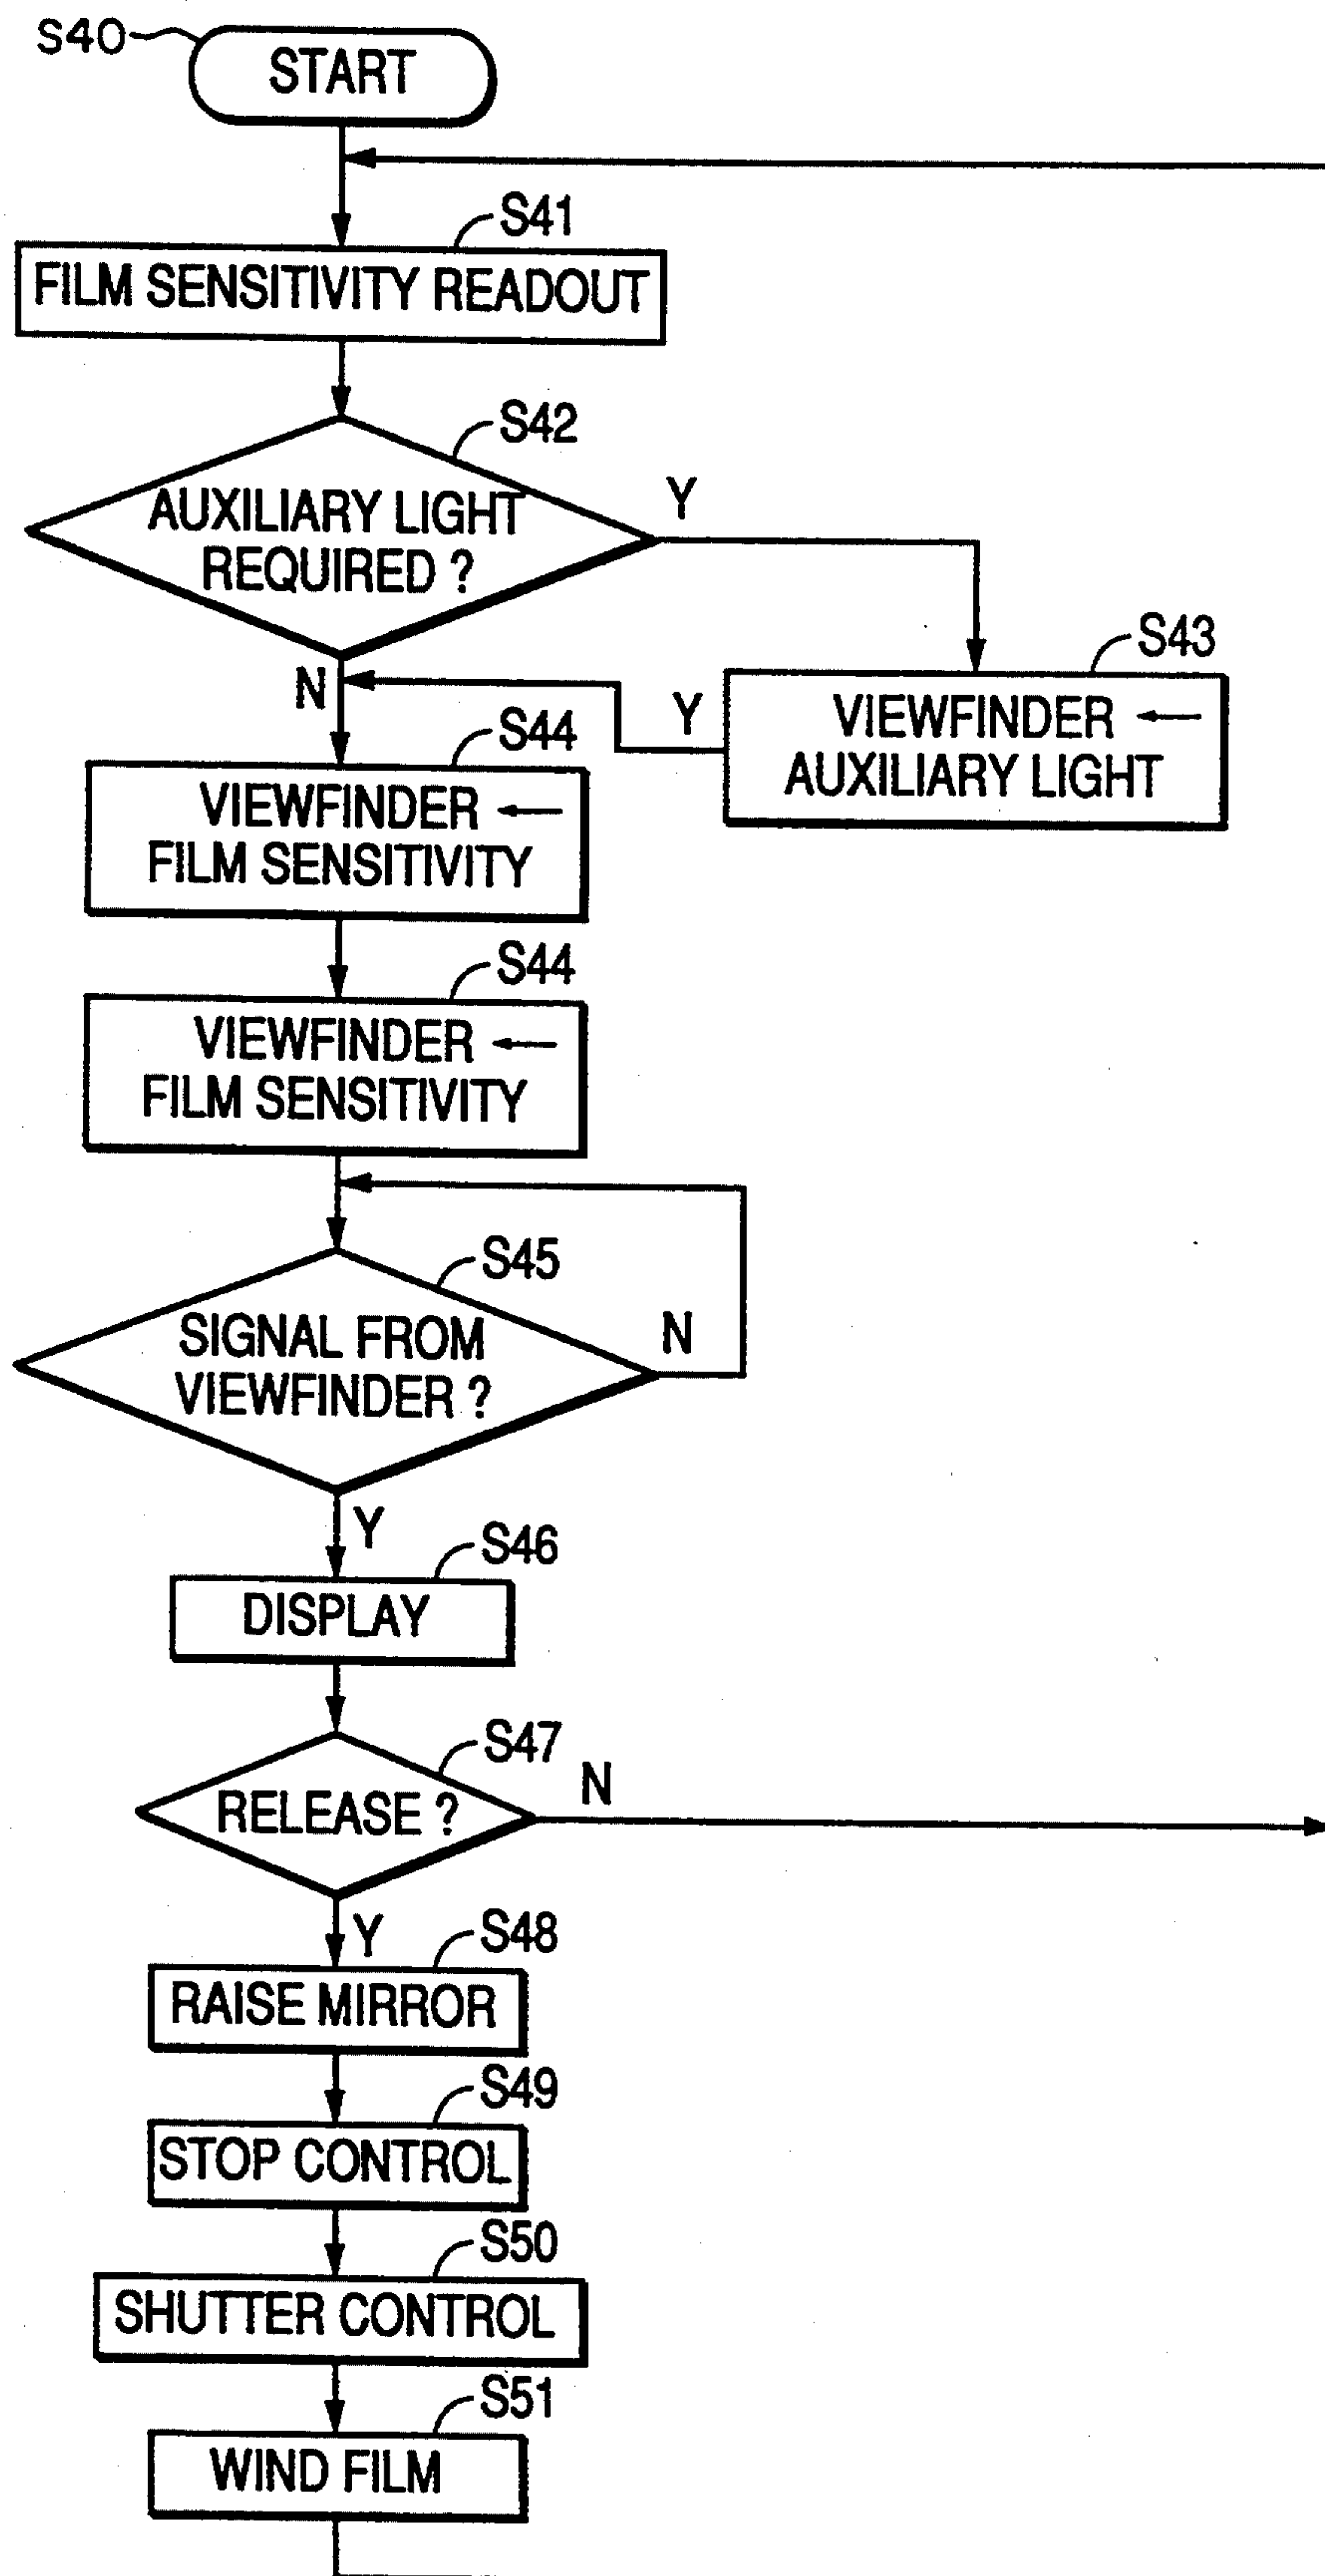 S40
START
S41
FILM SENSITIVITY READOUT
S42
AUXILIARY LIGHT
REQUIRED ?
Y
S43
VIEWFINDER ←
AUXILIARY LIGHT
Y
N
S44
VIEWFINDER ←
FILM SENSITIVITY
S44
VIEWFINDER ←
FILM SENSITIVITY
S45
SIGNAL FROM
VIEWFINDER ?
N
Y
S46
DISPLAY
S47
RELEASE ?
N
Y
S48
RAISE MIRROR
S49
STOP CONTROL
S50
SHUTTER CONTROL
S51
WIND FILM